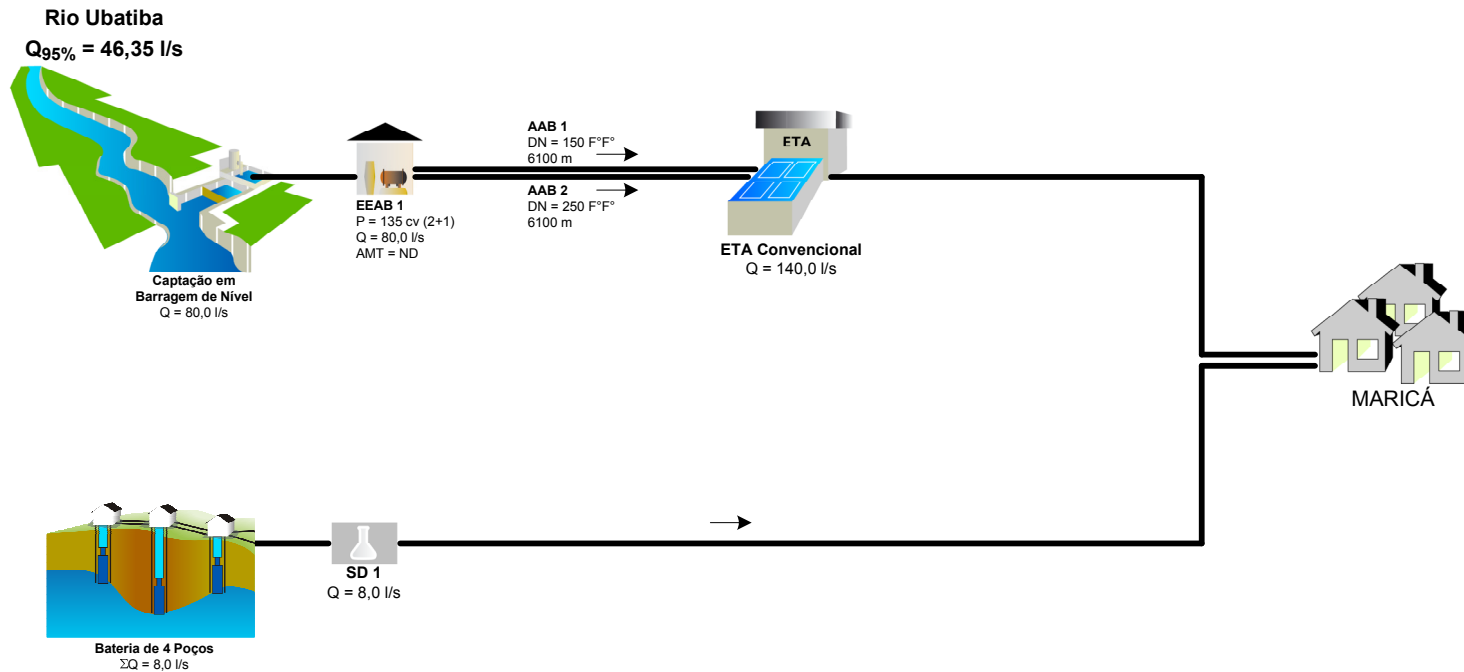 Rio Ubatiba
Q95% = 46,35 l/s
Captação em
Barragem de Nível
Q = 80,0 l/s
EEAB 1
P = 135 cv (2+1)
Q = 80,0 l/s
AMT = ND
AAB 1
DN = 150 F°F°
6100 m
AAB 2
DN = 250 F°F°
6100 m
ETA
ETA Convencional
Q = 140,0 l/s
MARICÁ
Bateria de 4 Poços
ΣQ = 8,0 l/s
SD 1
Q = 8,0 l/s